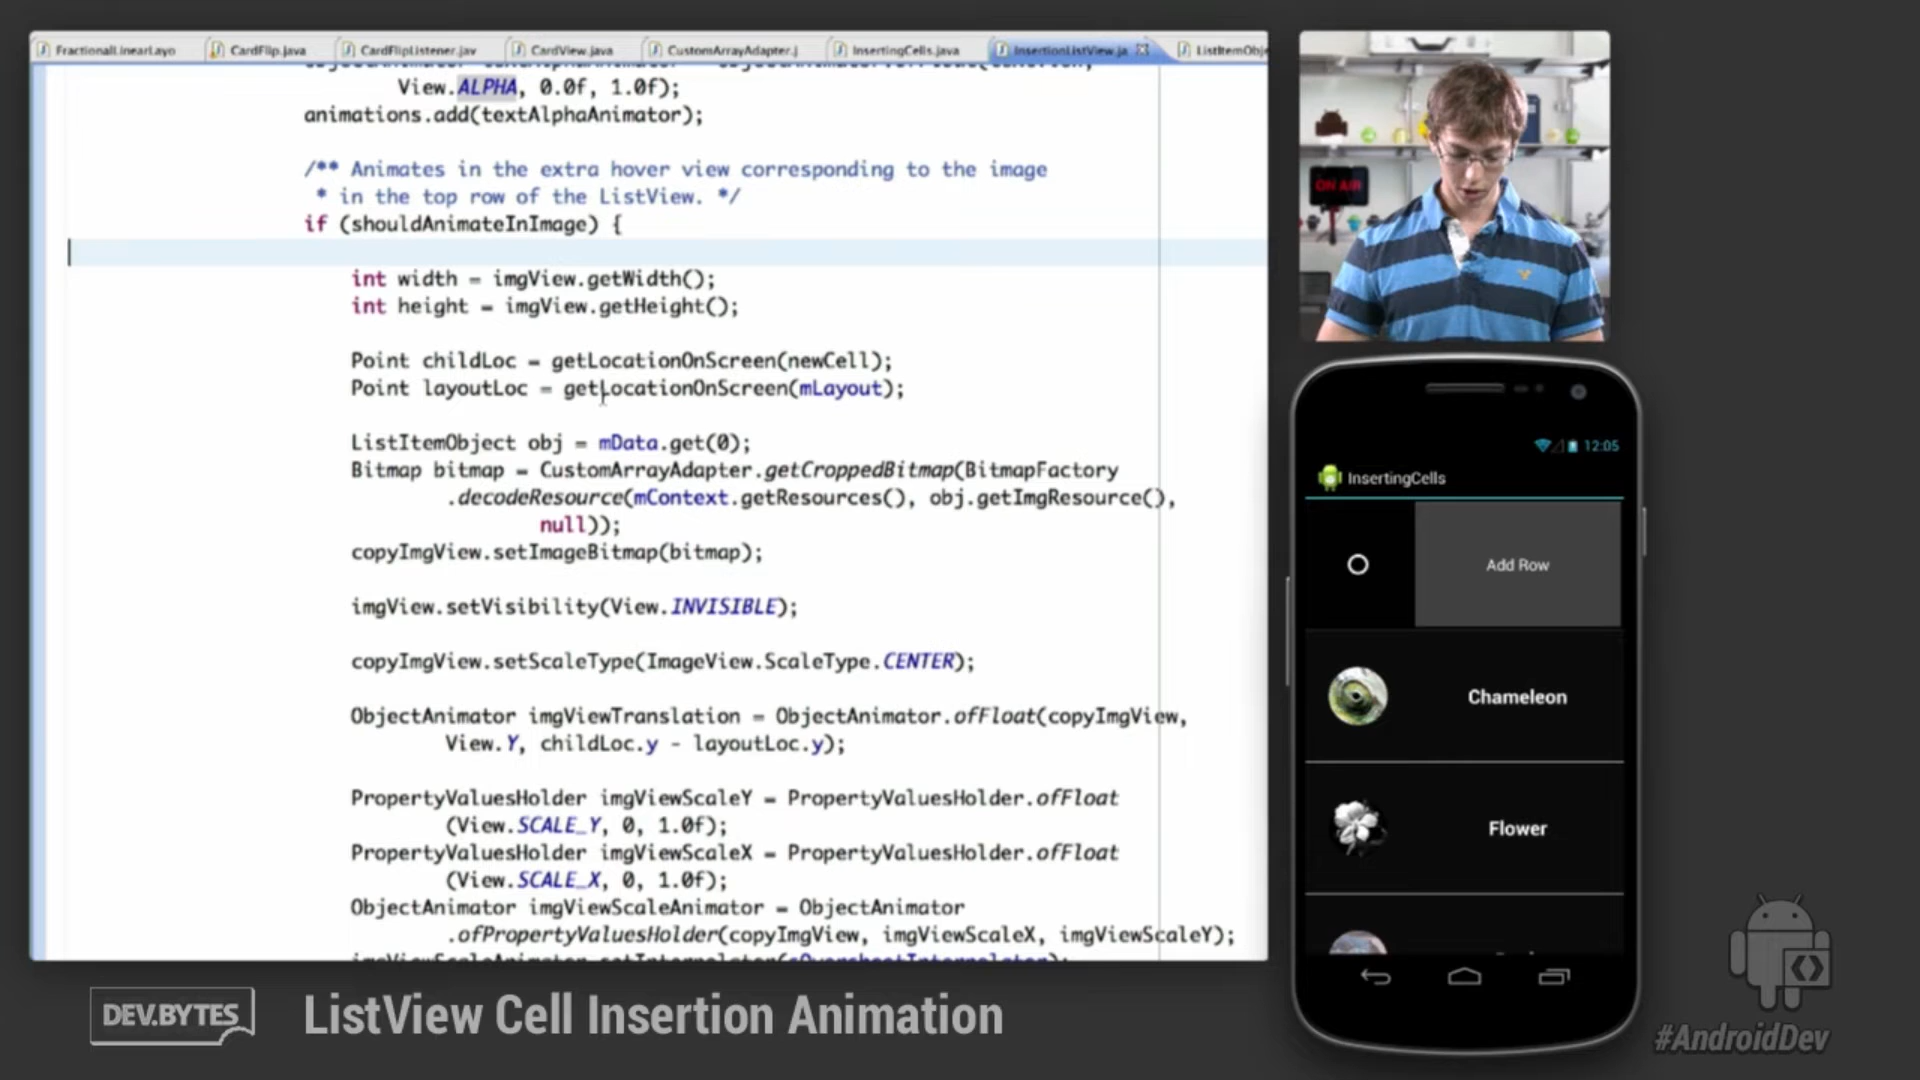 FractionalLinearLayo CardFlip.java CardFlipListener.jav CardView.java CustomArrayAdapter.j InsertingCells.java InsertionListView.ja ListItemObje
View.ALPHA, 0.0f, 1.0f);
animations.add(textAlphaAnimator);
/** Animates in the extra hover view corresponding to the image
* in the top row of the ListView. */
if (shouldAnimateInImage) {
int width = imgView.getWidth();
int height = imgView.getHeight();
Point childLoc = getLocationOnScreen(newCell);
Point layoutLoc = getLocationOnScreen(mLayout);
ListItemObject obj = mData.get(0);
Bitmap bitmap = CustomArrayAdapter.getCroppedBitmap(BitmapFactory
.decodeResource(mContext.getResources(), obj.getImgResource(),
null));
copyImgView.setImageBitmap(bitmap);
imgView.setVisibility(View.INVISIBLE);
copyImgView.setScaleType(ImageView.ScaleType.CENTER);
ObjectAnimator imgViewTranslation = ObjectAnimator.ofFloat(copyImgView,
View.Y, childLoc.y - layoutLoc.y);
PropertyValuesHolder imgViewScaleY = PropertyValuesHolder.ofFloat
(View.SCALE_Y, 0, 1.0f);
PropertyValuesHolder imgViewScaleX = PropertyValuesHolder.ofFloat
(View.SCALE_X, 0, 1.0f);
ObjectAnimator imgViewScaleAnimator = ObjectAnimator
.ofPropertyValuesHolder(copyImgView, imgViewScaleX, imgViewScaleY);
ON AIR
12:05
InsertingCells
Add Row
Chameleon
Flower
DEV.BYTES
ListView Cell Insertion Animation
#AndroidDev